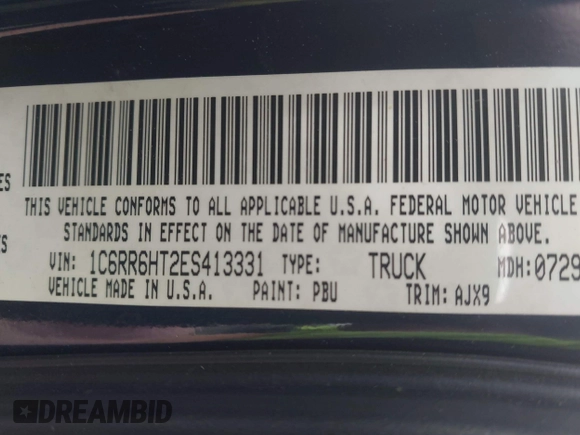 ES
THIS VEHICLE CONFORMS TO ALL APPLICABLE U.S.A. FEDERAL MOTOR VEHICLE
TS
STANDARDS IN EFFECT ON THE DATE OF MANUFACTURE SHOWN ABOVE.
VIN: 1C6RR6HT2ES413331 TYPE: TRUCK MDH:0729
VEHICLE MADE IN U.S.A. PAINT: PBU TRIM: AJX9
DREAMBID